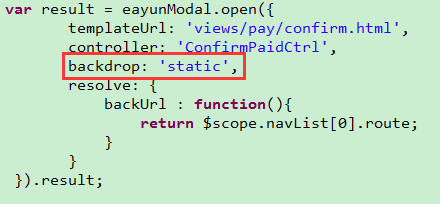 var result = eayunModal.open({
templateUrl: 'views/pay/confirm.html',
controller: 'ConfirmPaidCtrl',
backdrop: 'static',
resolve: {
backUrl : function(){
return $scope.navList[0].route;
}
}
}).result;